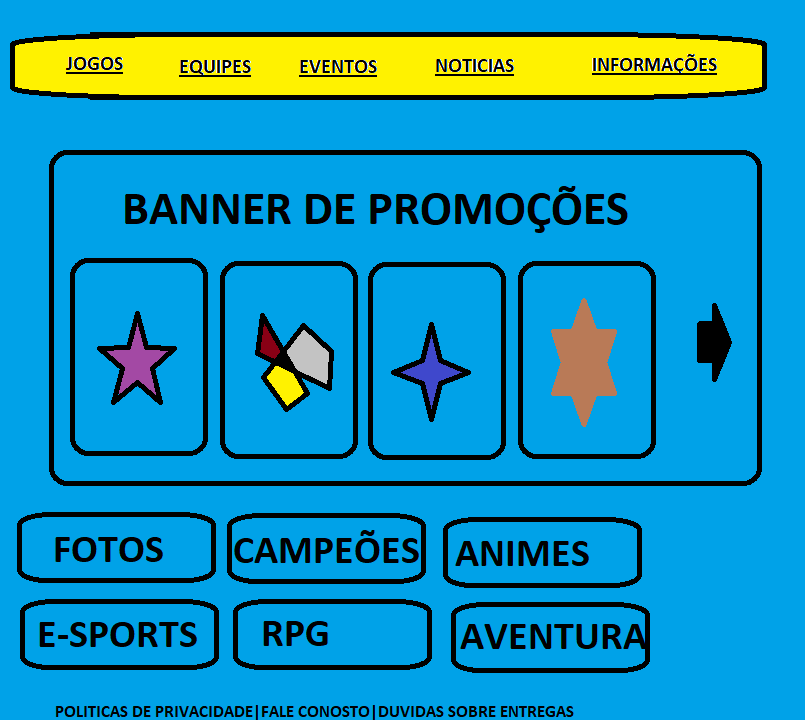 JOGOS EQUIPES EVENTOS NOTICIAS INFORMAÇÕES
BANNER DE PROMOÇÕES
FOTOS CAMPEÕES ANIMES
E-SPORTS RPG AVENTURA
POLITICAS DE PRIVACIDADE|FALE CONOSTO|DUVIDAS SOBRE ENTREGAS